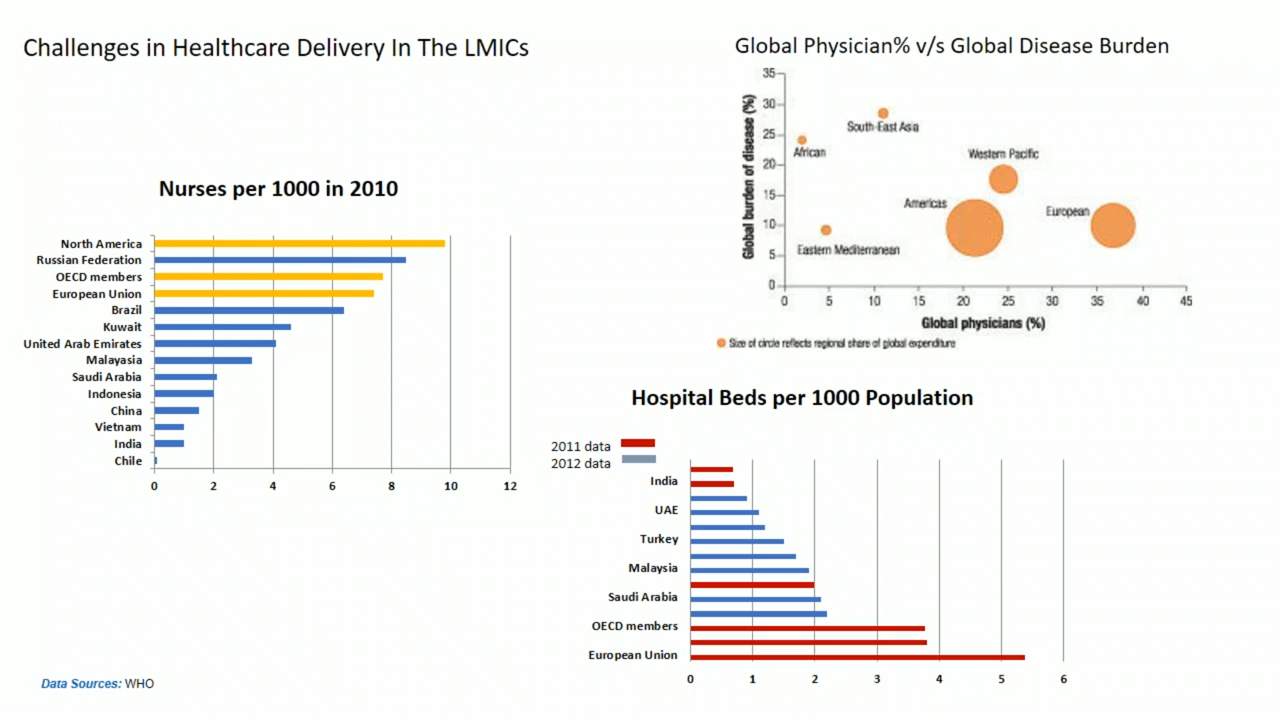 Challenges in Healthcare Delivery In The LMICs
Nurses per 1000 in 2010
North America
Russian Federation
OECD members
European Union
Brazil
Kuwait
United Arab Emirates
Malayasia
Saudi Arabia
Indonesia
China
Vietnam
India
Chile
0 2 4 6 8 10 12
Global Physician% v/s Global Disease Burden
Global burden of disease (%)
35
30
25
20
15
10
5
0
South-East Asia
African
Western Pacific
Americas
European
Eastern Mediterranean
0 5 10 15 20 25 30 35 40 45
Global physicians (%)
Size of circle reflects regional share of global expenditure
Hospital Beds per 1000 Population
2011 data
2012 data
India
UAE
Turkey
Malaysia
Saudi Arabia
OECD members
European Union
0 1 2 3 4 5 6
Data Sources: WHO